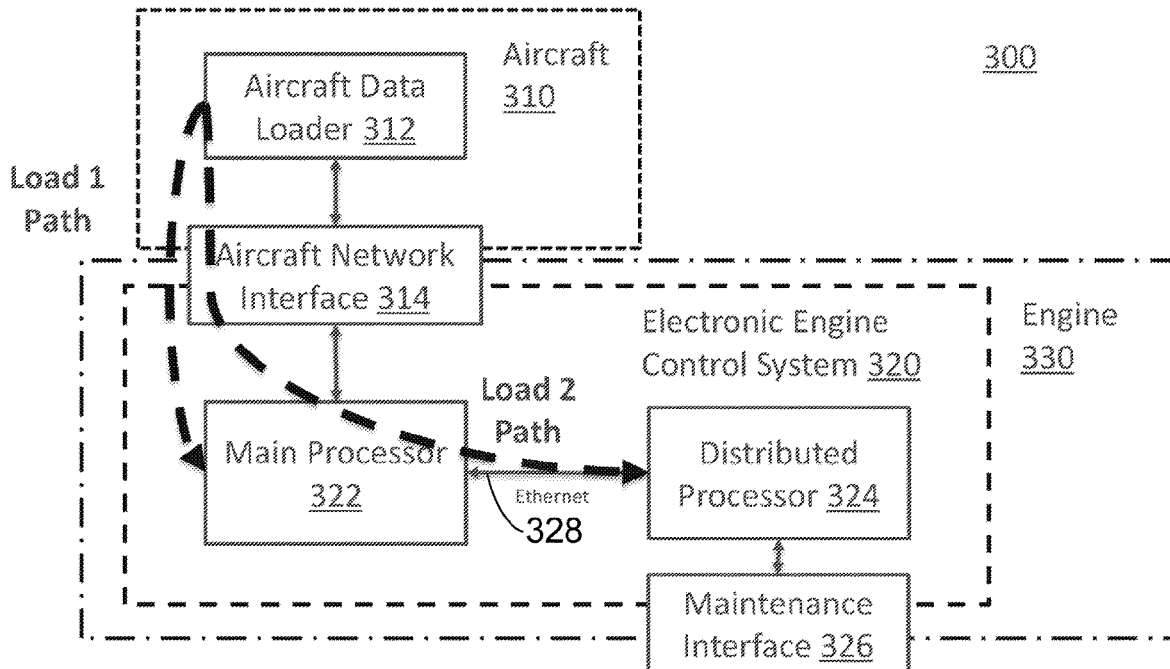 Aircraft
310
300
Aircraft Data
Loader 312
Load 1
Path
Aircraft Network
Interface 314
Electronic Engine
Control System 320
Engine
330
Load 2
Path
Main Processor
322
Ethernet
328
Distributed
Processor 324
Maintenance
Interface 326